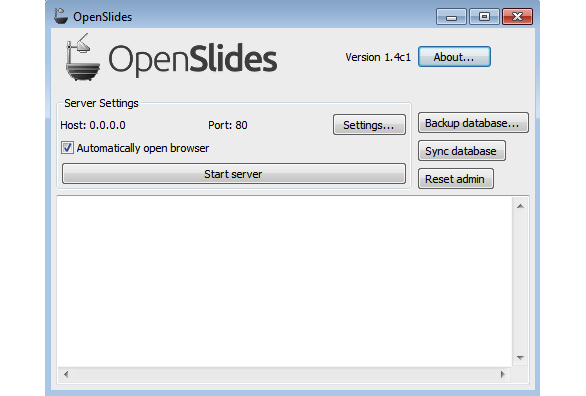 OpenSlides
OpenSlides
Version 1.4c1
About...
Server Settings
Host: 0.0.0.0
Port: 80
Settings...
Backup database...
Automatically open browser
Sync database
Start server
Reset admin